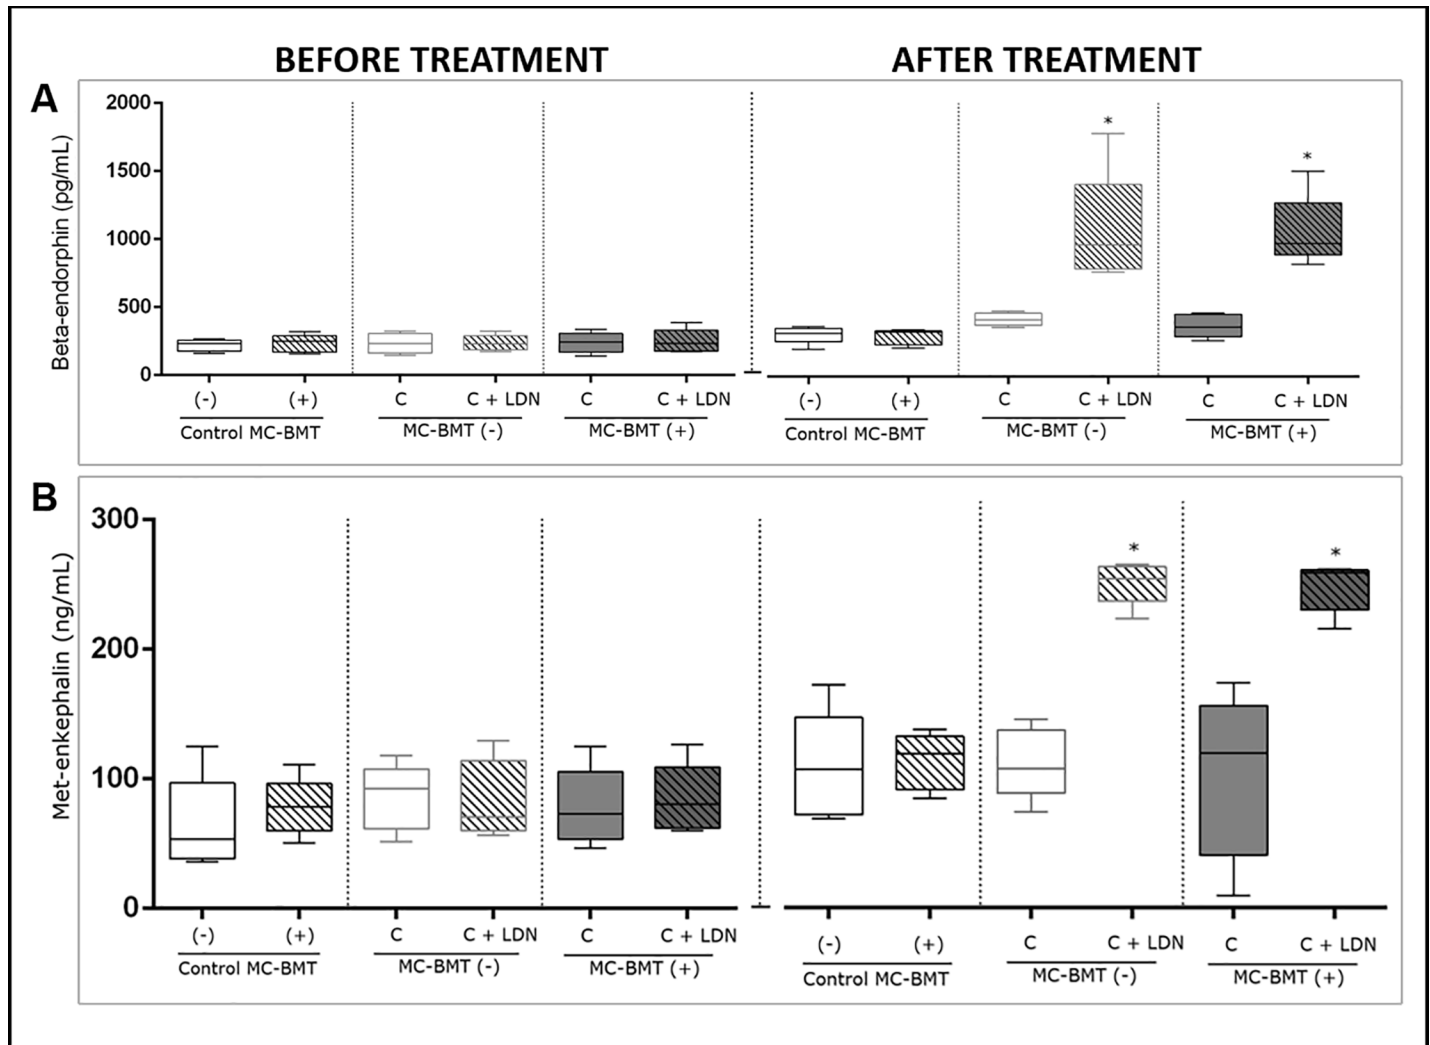 BEFORE TREATMENT AFTER TREATMENT
A
Beta-endorphin (pg/mL)
2000
1500
1000
500
0
* *
(-) (+) C C + LDN C C + LDN (-) (+) C C + LDN C C + LDN
Control MC-BMT MC-BMT (-) MC-BMT (+) Control MC-BMT MC-BMT (-) MC-BMT (+)
B
Met-enkephalin (ng/mL)
300
200
100
0
* *
(-) (+) C C + LDN C C + LDN (-) (+) C C + LDN C C + LDN
Control MC-BMT MC-BMT (-) MC-BMT (+) Control MC-BMT MC-BMT (-) MC-BMT (+)